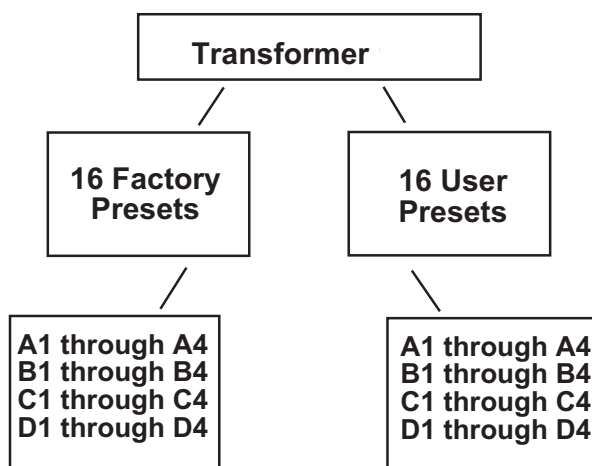 Transformer
16 Factory
Presets
16 User
Presets
A1 through A4
B1 through B4
C1 through C4
D1 through D4
A1 through A4
B1 through B4
C1 through C4
D1 through D4